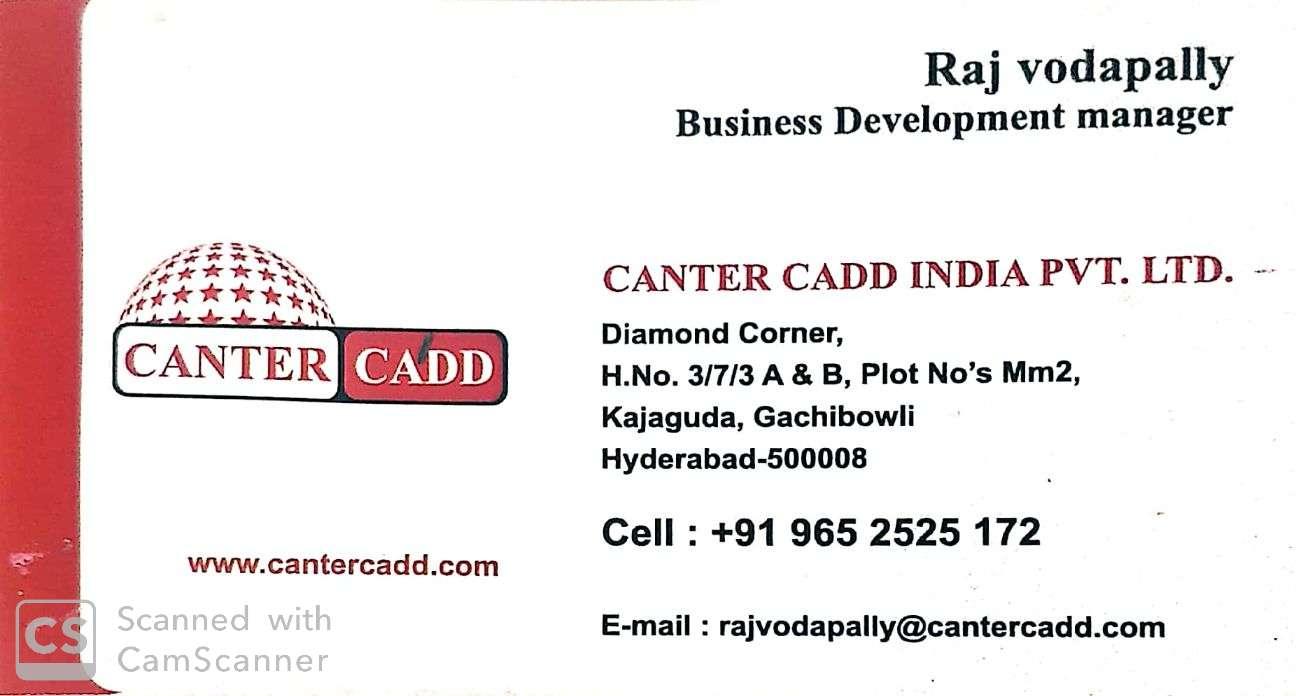 Raj vodapally
Business Development manager
CANTER CADD
CANTER CADD INDIA PVT. LTD.
Diamond Corner,
H.No. 3/7/3 A & B, Plot No's Mm2,
Kajaguda, Gachibowli
Hyderabad-500008
Cell : +91 965 2525 172
www.cantercadd.com
E-mail : rajvodapally@cantercadd.com
CS Scanned with
CamScanner